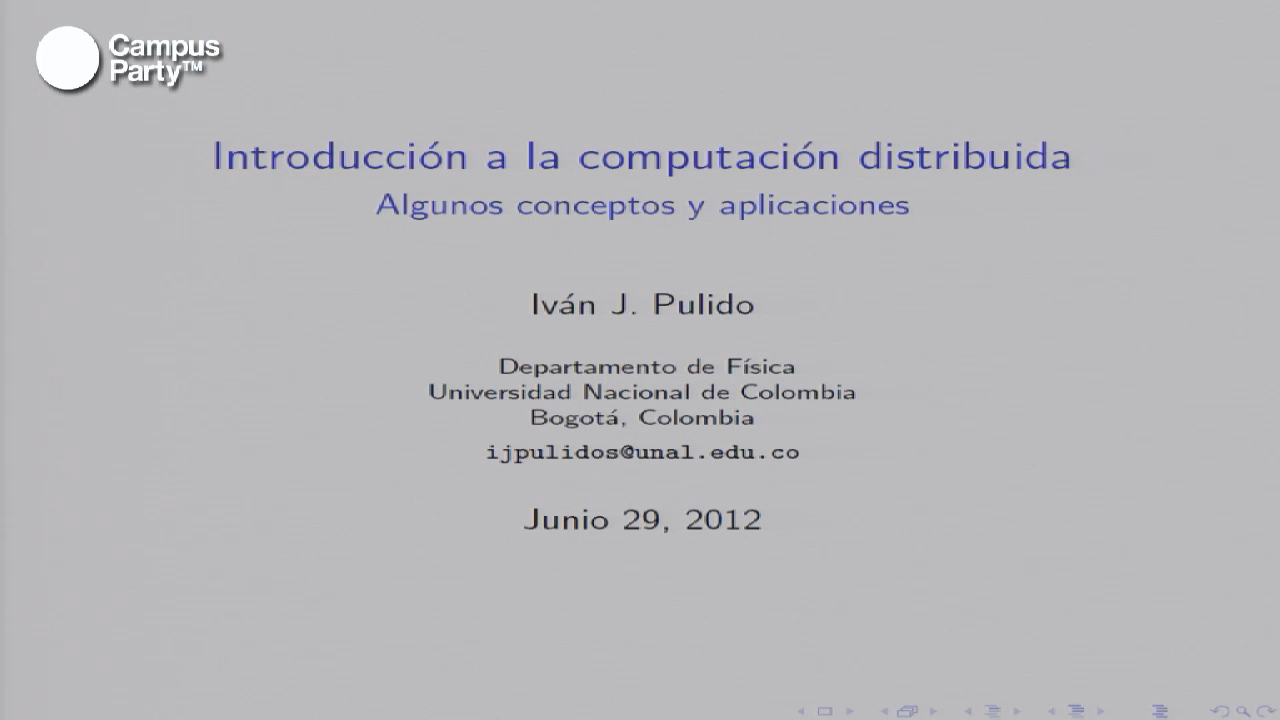 Campus
Party™
Introducción a la computación distribuida
Algunos conceptos y aplicaciones
Iván J. Pulido
Departamento de Física
Universidad Nacional de Colombia
Bogotá, Colombia
ijpulidos@unal.edu.co
Junio 29, 2012